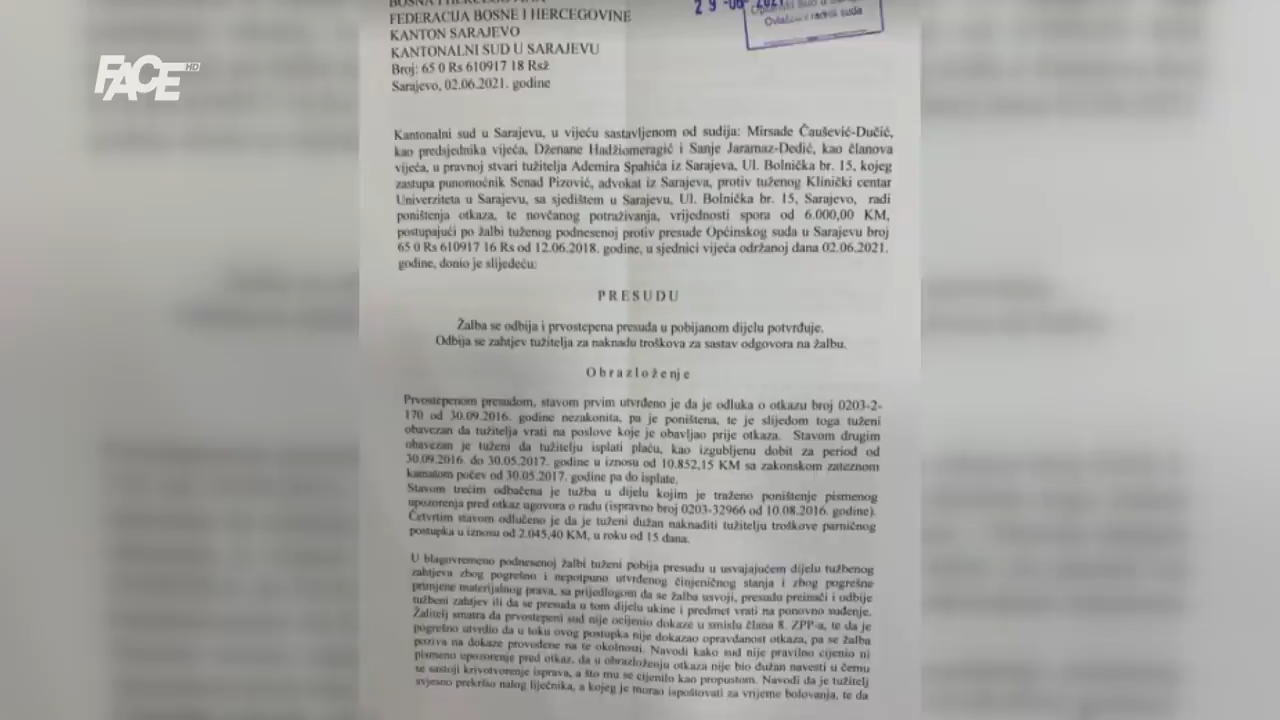 FACE HD
BOSNA I HERCEGOVINA
FEDERACIJA BOSNE I HERCEGOVINE
KANTON SARAJEVO
KANTONALNI SUD U SARAJEVU
Broj: 65 0 Rs 610917 18 Rsž
Sarajevo, 02.06.2021. godine
29 -06- 2021
Kantonalni sud u Sarajevu, u vijeću sastavljenom od sudija: Mirsade Čaušević-Dučić,
kao predsjednika vijeća, Dženane Hadžiomeragić i Sanje Jaramaz-Dedić, kao članova
vijeća, u pravnoj stvari tužitelja Ademira Spahića iz Sarajeva, Ul. Bolnička br. 15, kojeg
zastupa punomoćnik Senad Pizović, advokat iz Sarajeva, protiv tuženog Klinički centar
Univerziteta u Sarajevu, sa sjedištem u Sarajevu, Ul. Bolnička br. 15, Sarajevo, radi
poništenja otkaza, te novčanog potraživanja, vrijednosti spora od 6.000,00 KM,
postupajući po žalbi tuženog podnesenoj protiv presude Općinskog suda u Sarajevu broj
65 0 Rs 610917 16 Rs od 12.06.2018. godine, u sjednici vijeća održanoj dana 02.06.2021.
godine, donio je slijedeću:
PRESUDU
Žalba se odbija i prvostepena presuda u pobijanom dijelu potvrđuje.
Odbija se zahtjev tužitelja za naknadu troškova za sastav odgovora na žalbu.
Obrazloženje
Prvostepenom presudom, stavom prvim utvrđeno je da je odluka o otkazu broj 0203-2-
170 od 30.09.2016. godine nezakonita, pa je poništena, te je slijedom toga tuženi
obavezan da tužitelja vrati na poslove koje je obavljao prije otkaza. Stavom drugim
obavezan je tuženi da tužitelju isplati plaću, kao izgubljenu dobit za period od
30.09.2016. do 30.05.2017. godine u iznosu od 10.852,15 KM sa zakonskom zateznom
kamatom počev od 30.05.2017. godine pa do isplate.
Stavom trećim odbačena je tužba u dijelu kojim je traženo poništenje pismenog
upozorenja pred otkaz ugovora o radu (ispravno broj 0203-32966 od 10.08.2016. godine).
Četvrtim stavom odlučeno je da je tuženi dužan naknaditi tužitelju troškove parničnog
postupka u iznosu od 2.045,40 KM, u roku od 15 dana.
U blagovremeno podnesenoj žalbi tuženi pobija presudu u usvajajućem dijelu tužbenog
zahtjeva zbog pogrešno i nepotpuno utvrđenog činjeničnog stanja i zbog pogrešne
primjene materijalnog prava, sa prijedlogom da se žalba usvoji, presudu preinači i odbije
tužbeni zahtjev ili da se presuda u tom dijelu ukine i predmet vrati na ponovno suđenje.
Žalitelj smatra da prvostepeni sud nije ocijenio dokaze u smislu člana 8. ZPP-a, te da je
pogrešno utvrdio da u toku ovog postupka nije dokazao opravdanost otkaza, pa se žalba
poziva na dokaze provedene na te okolnosti. Navodi kako sud nije pravilno cijenio ni
pismeno upozorenje pred otkaz, da u obrazloženju otkaza nije bio dužan navesti u čemu
se sastoji krivotvorenje isprava, a što mu se cijenilo kao propustom. Navodi da je tužitelj
svjesno prekršio nalog liječnika, a kojeg je morao ispoštovati za vrijeme bolovanja, te da